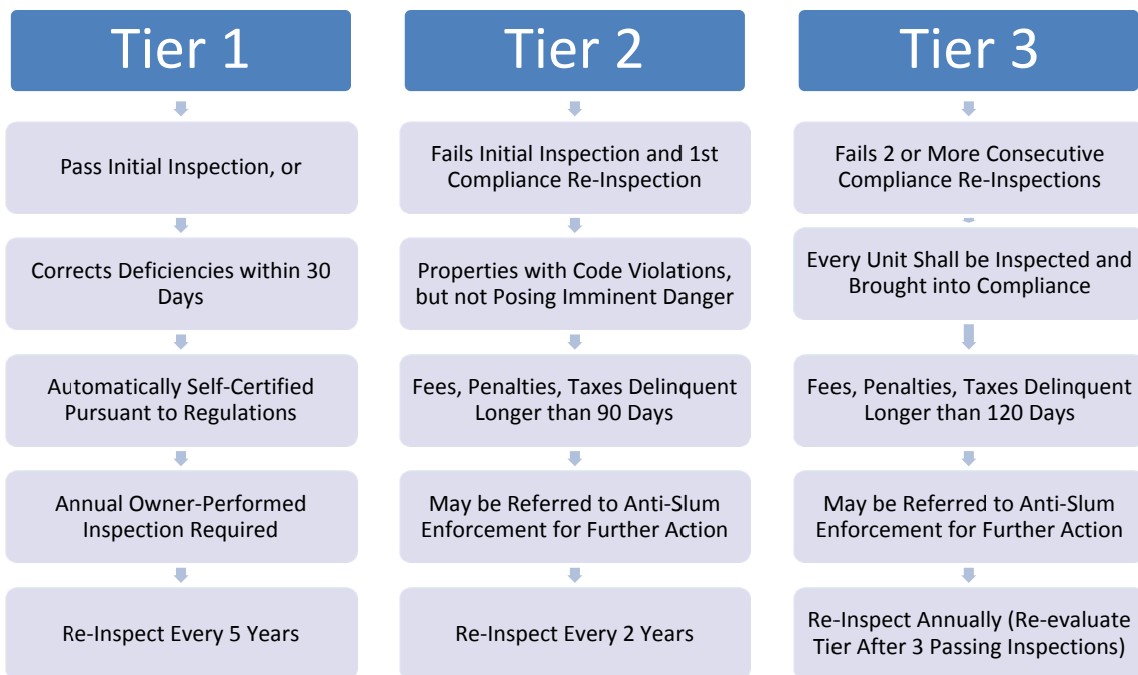 Tier 1
Pass Initial Inspection, or
Corrects Deficiencies within 30
Days
Automatically Self-Certified
Pursuant to Regulations
Annual Owner-Performed
Inspection Required
Re-Inspect Every 5 Years
Tier 2
Fails Initial Inspection and 1st
Compliance Re-Inspection
Properties with Code Violations,
but not Posing Imminent Danger
Fees, Penalties, Taxes Delinquent
Longer than 90 Days
May be Referred to Anti-Slum
Enforcement for Further Action
Re-Inspect Every 2 Years
Tier 3
Fails 2 or More Consecutive
Compliance Re-Inspections
Every Unit Shall be Inspected and
Brought into Compliance
Fees, Penalties, Taxes Delinquent
Longer than 120 Days
May be Referred to Anti-Slum
Enforcement for Further Action
Re-Inspect Annually (Re-evaluate
Tier After 3 Passing Inspections)